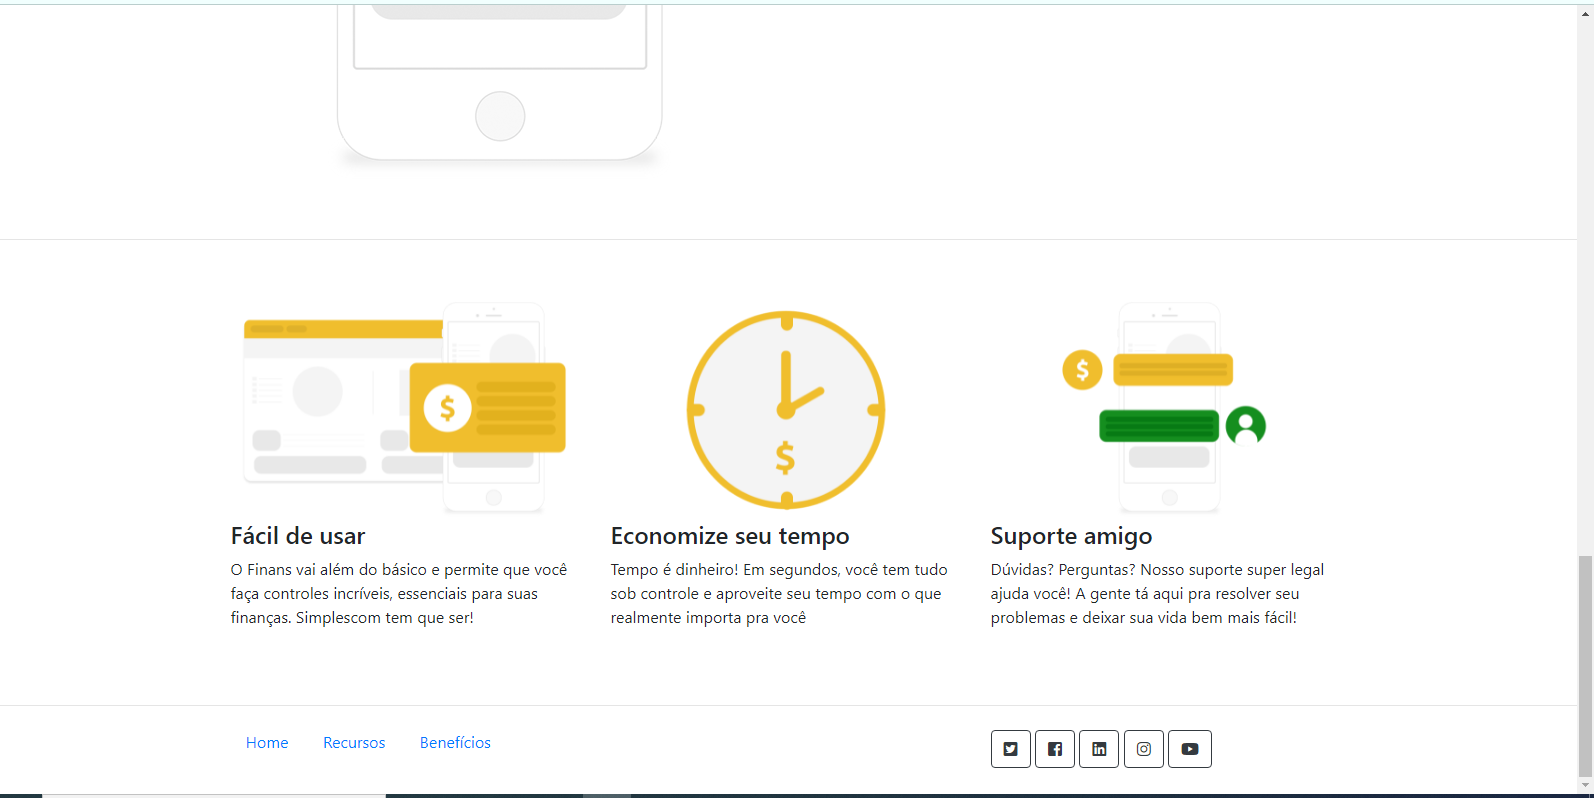 $
$
$
Fácil de usar
O Finans vai além do básico e permite que você
faça controles incríveis, essenciais para suas
finanças. Simplescom tem que ser!
Economize seu tempo
Tempo é dinheiro! Em segundos, você tem tudo
sob controle e aproveite seu tempo com o que
realmente importa pra você
Suporte amigo
Dúvidas? Perguntas? Nosso suporte super legal
ajuda você! A gente tá aqui pra resolver seu
problemas e deixar sua vida bem mais fácil!
Home Recursos Benefícios